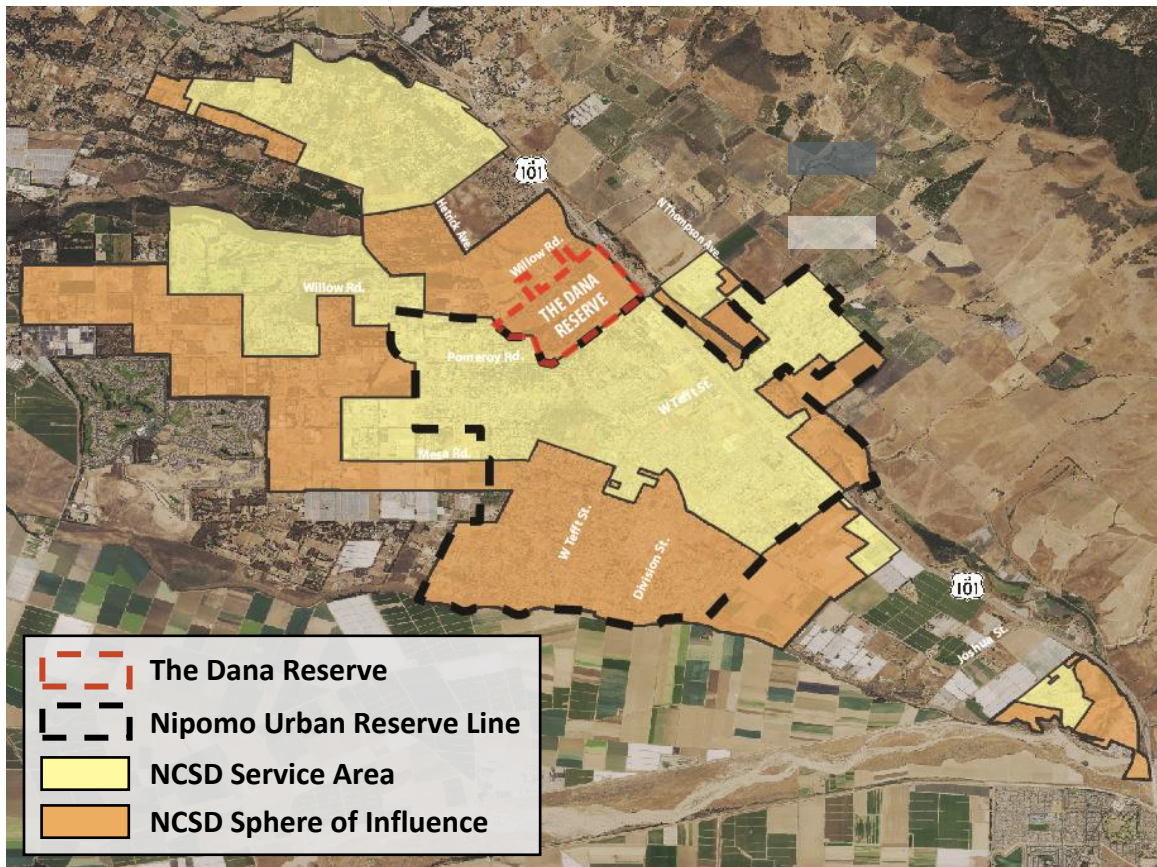 101
Hetrick Ave.
N Thompson Ave.
Willow Rd.
THE DANA
RESERVE
Willow Rd.
Pomeroy Rd.
W Tefft St.
Mesa Rd.
W Tefft St.
Division St.
101
Joshua St.
The Dana Reserve
Nipomo Urban Reserve Line
NCSD Service Area
NCSD Sphere of Influence